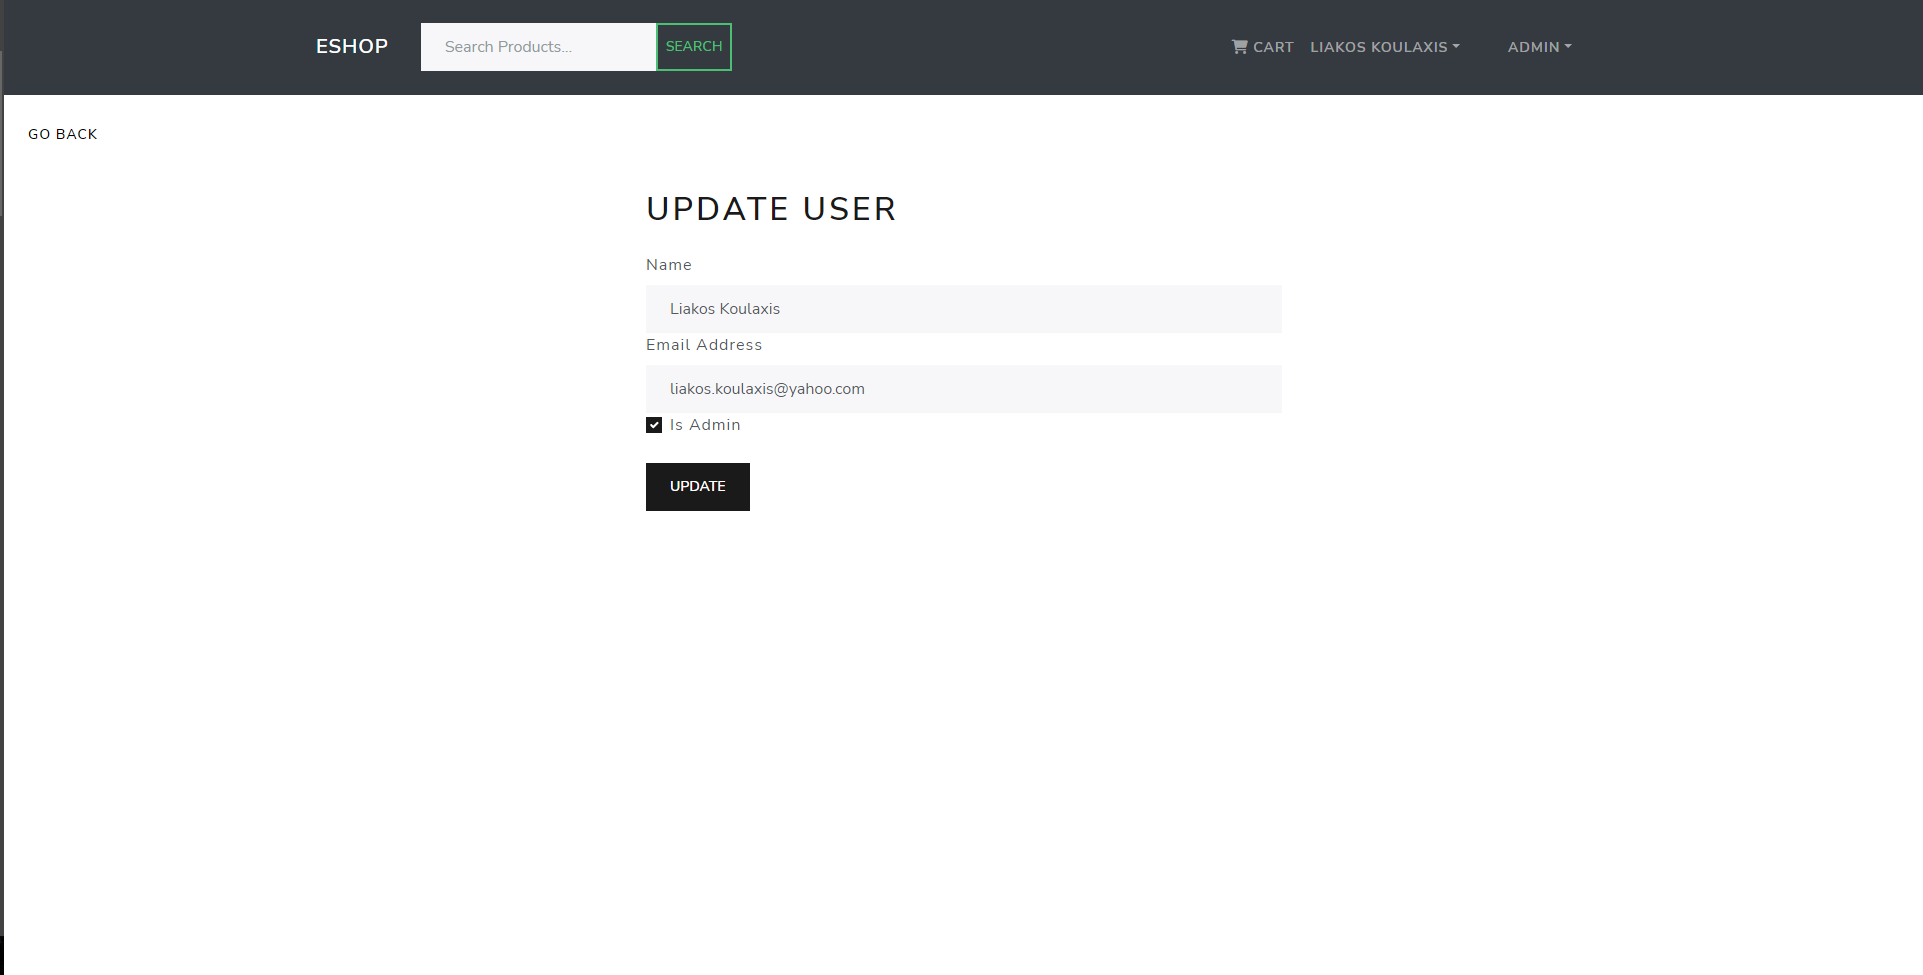 ESHOP
Search Products...
SEARCH
CART
LIAKOS KOULAXIS
ADMIN
GO BACK
UPDATE USER
Name
Liakos Koulaxis
Email Address
liakos.koulaxis@yahoo.com
Is Admin
UPDATE